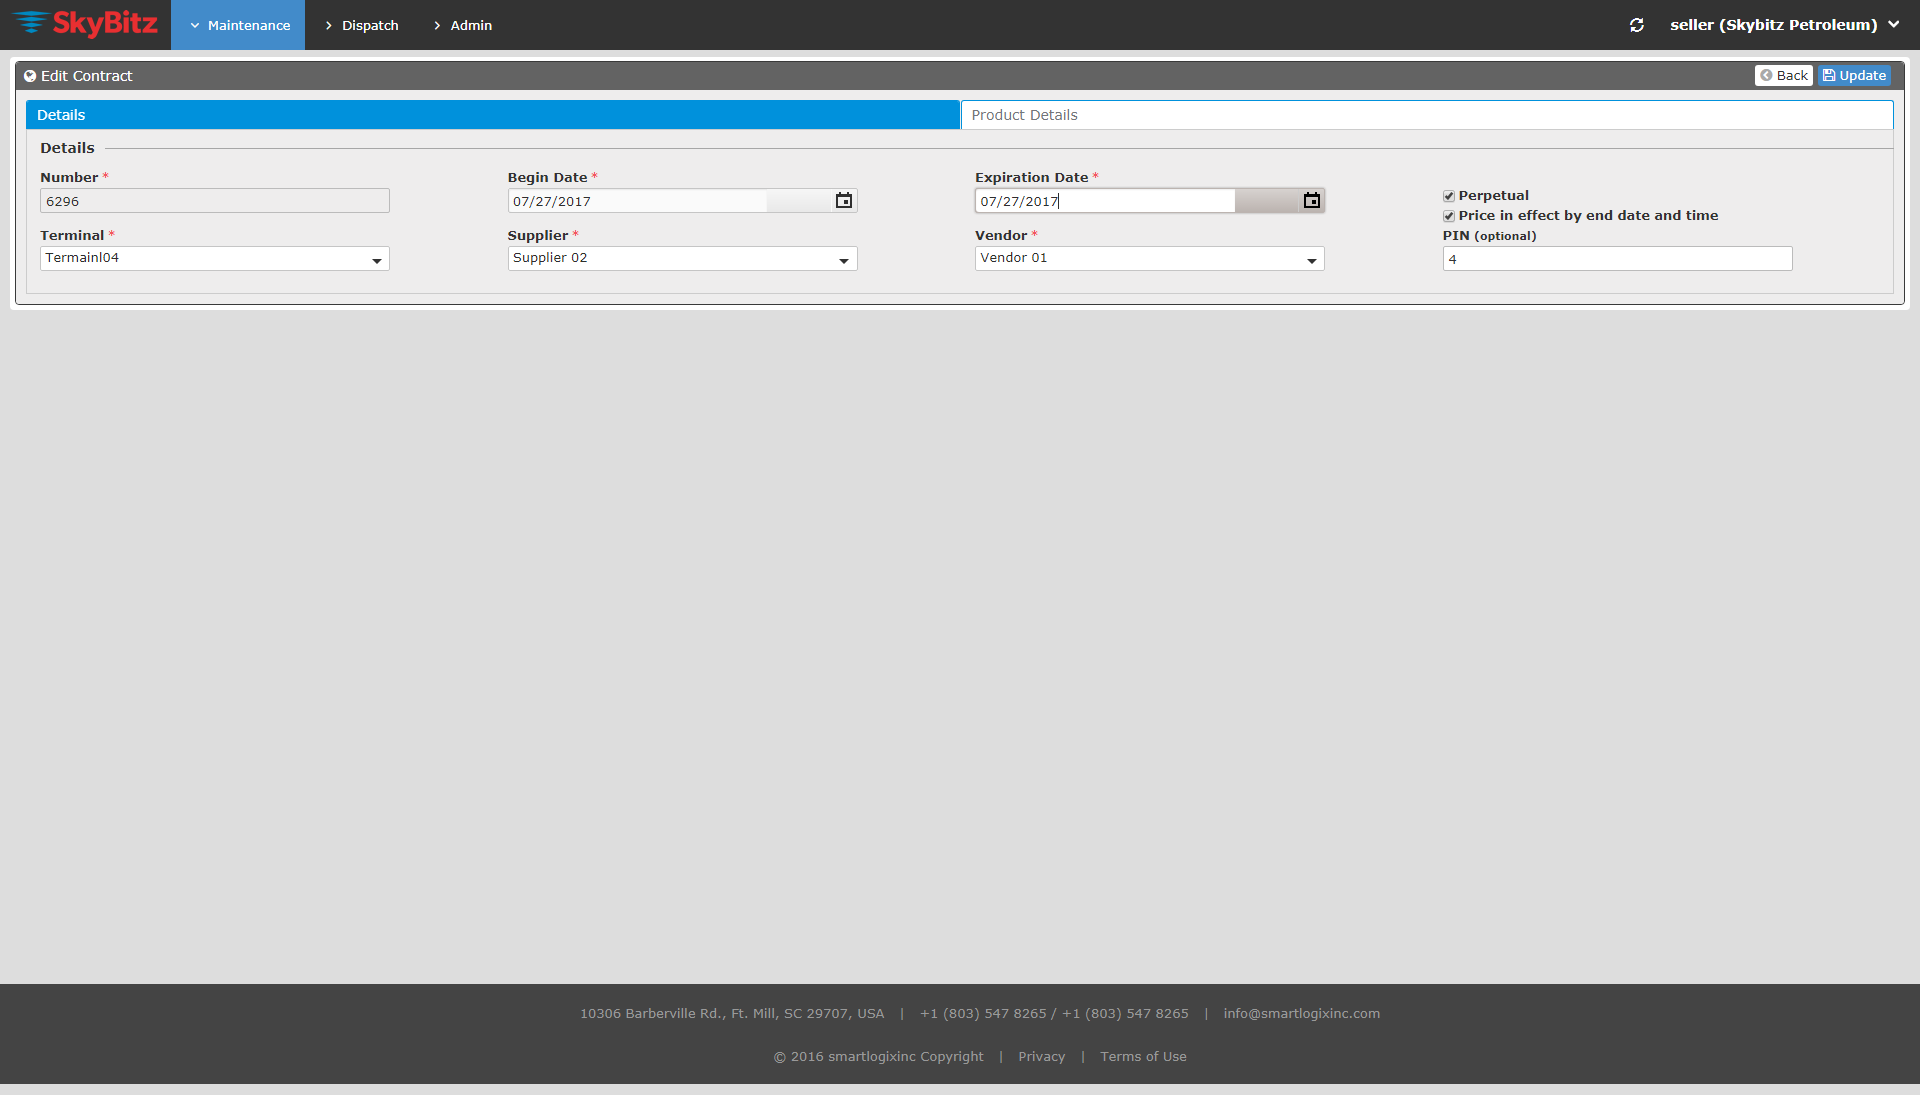 SkyBitz Maintenance Dispatch Admin seller (Skybitz Petroleum)
Edit Contract Back Update
Details Product Details
Details
Number * Begin Date * Expiration Date *
6296 07/27/2017 07/27/2017 Perpetual
Price in effect by end date and time
Terminal * Supplier * Vendor * PIN (optional)
Termainl04 Supplier 02 Vendor 01 4
10306 Barberville Rd., Ft. Mill, SC 29707, USA | +1 (803) 547 8265 / +1 (803) 547 8265 | info@smartlogixinc.com
© 2016 smartlogixinc Copyright | Privacy | Terms of Use